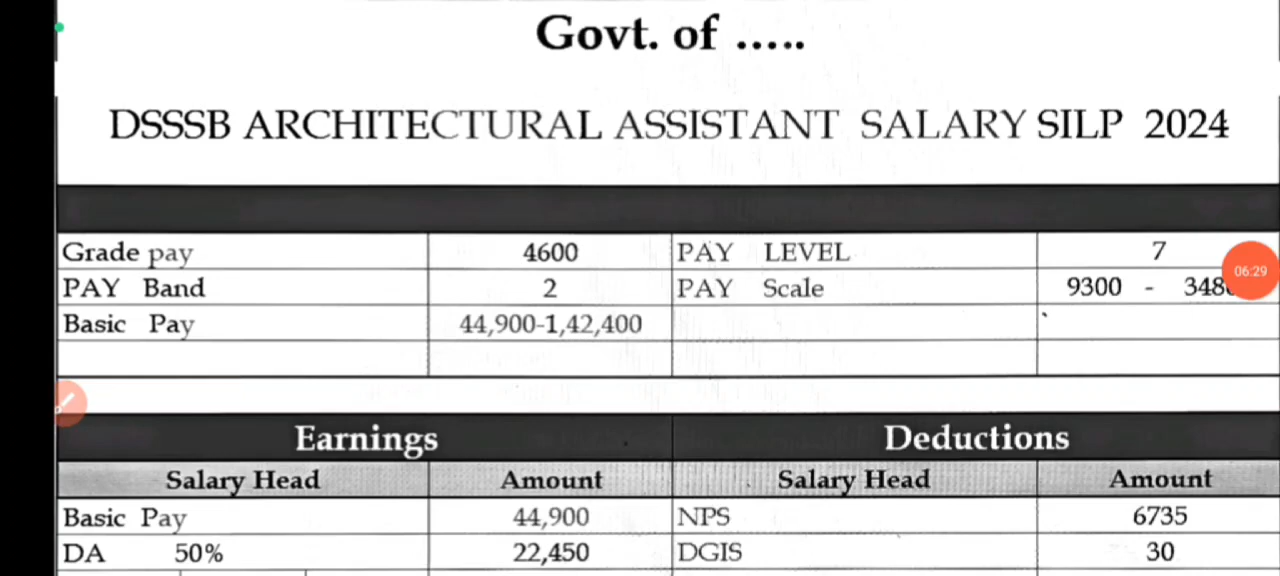 Govt. of .....
DSSSB ARCHITECTURAL ASSISTANT SALARY SILP 2024
Grade pay 4600 PAY LEVEL 7
PAY Band 2 PAY Scale 9300 -
06:29
Basic Pay 44,900-1,42,400
Earnings Deductions
Salary Head Amount Salary Head Amount
Basic Pay 44,900 NPS 6735
DA 50% 22,450 DGIS 30